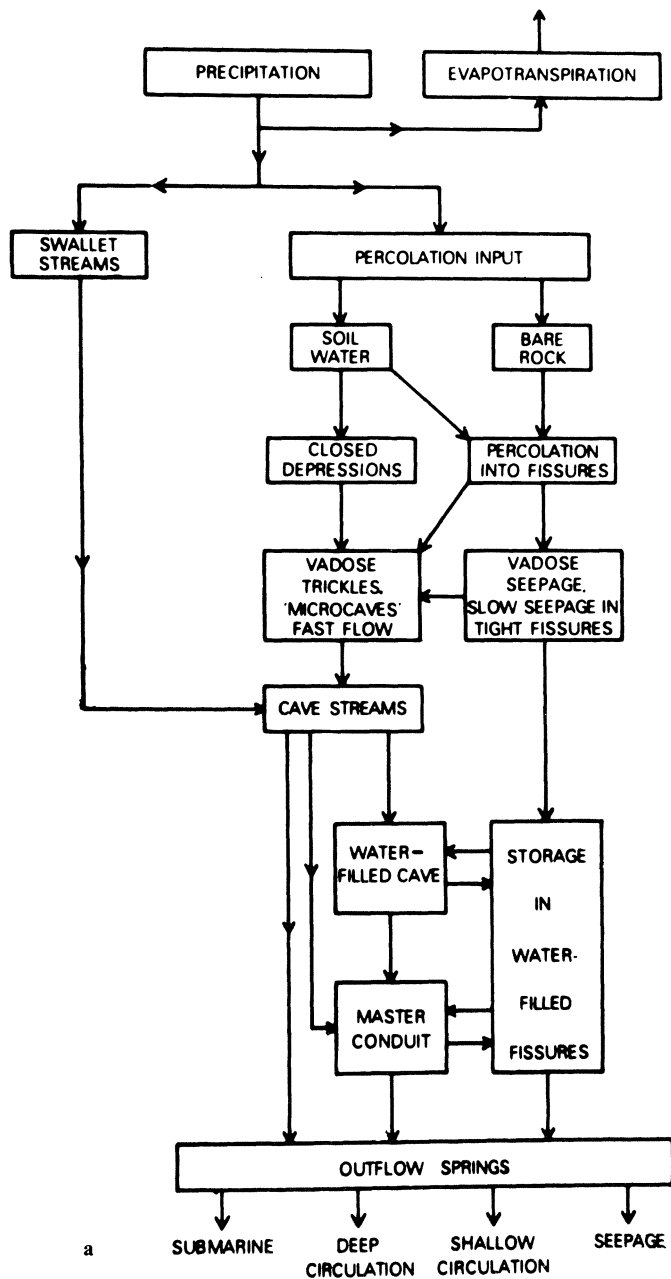 PRECIPITATION
EVAPOTRANSPIRATION
SWALLET
STREAMS
PERCOLATION INPUT
SOIL
WATER
BARE
ROCK
CLOSED
DEPRESSIONS
PERCOLATION
INTO FISSURES
VADOSE
TRICKLES,
'MICROCAVES'
FAST FLOW
VADOSE
SEEPAGE,
SLOW SEEPAGE IN
TIGHT FISSURES
CAVE STREAMS
WATER-
FILLED CAVE
STORAGE
IN
WATER-
FILLED
FISSURES
MASTER
CONDUIT
OUTFLOW SPRINGS
a
SUBMARINE
DEEP
CIRCULATION
SHALLOW
CIRCULATION
SEEPAGE